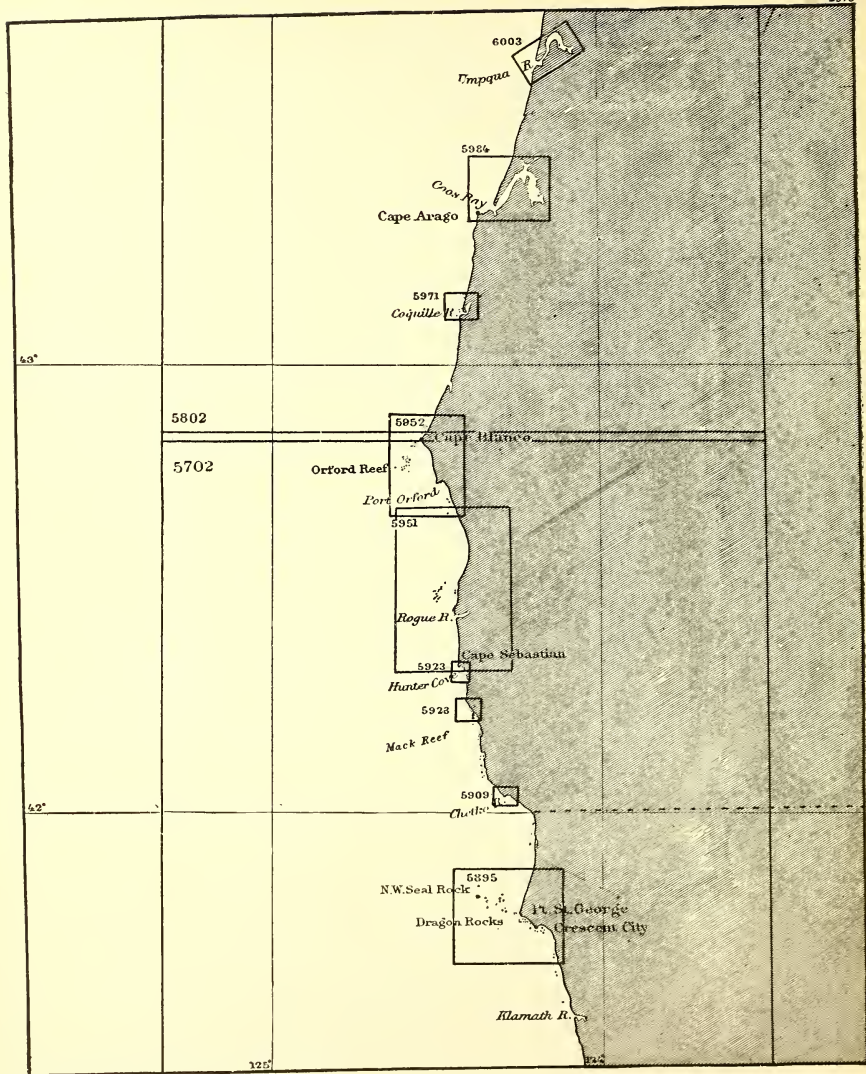 6003
Umpqua R.
5984
Coos Bay
Cape Arago
5971
Coquille R.
43°
5802
5952
Cape Blanco
5702
Orford Reef
Port Orford
5951
Rogue R.
Cape Sebastian
5923
Hunter Cove
5923
Mack Reef
5909
42°
5895
N.W. Seal Rock
Pt. St. George
Dragon Rocks
Crescent City
Klamath R.
125°
124°